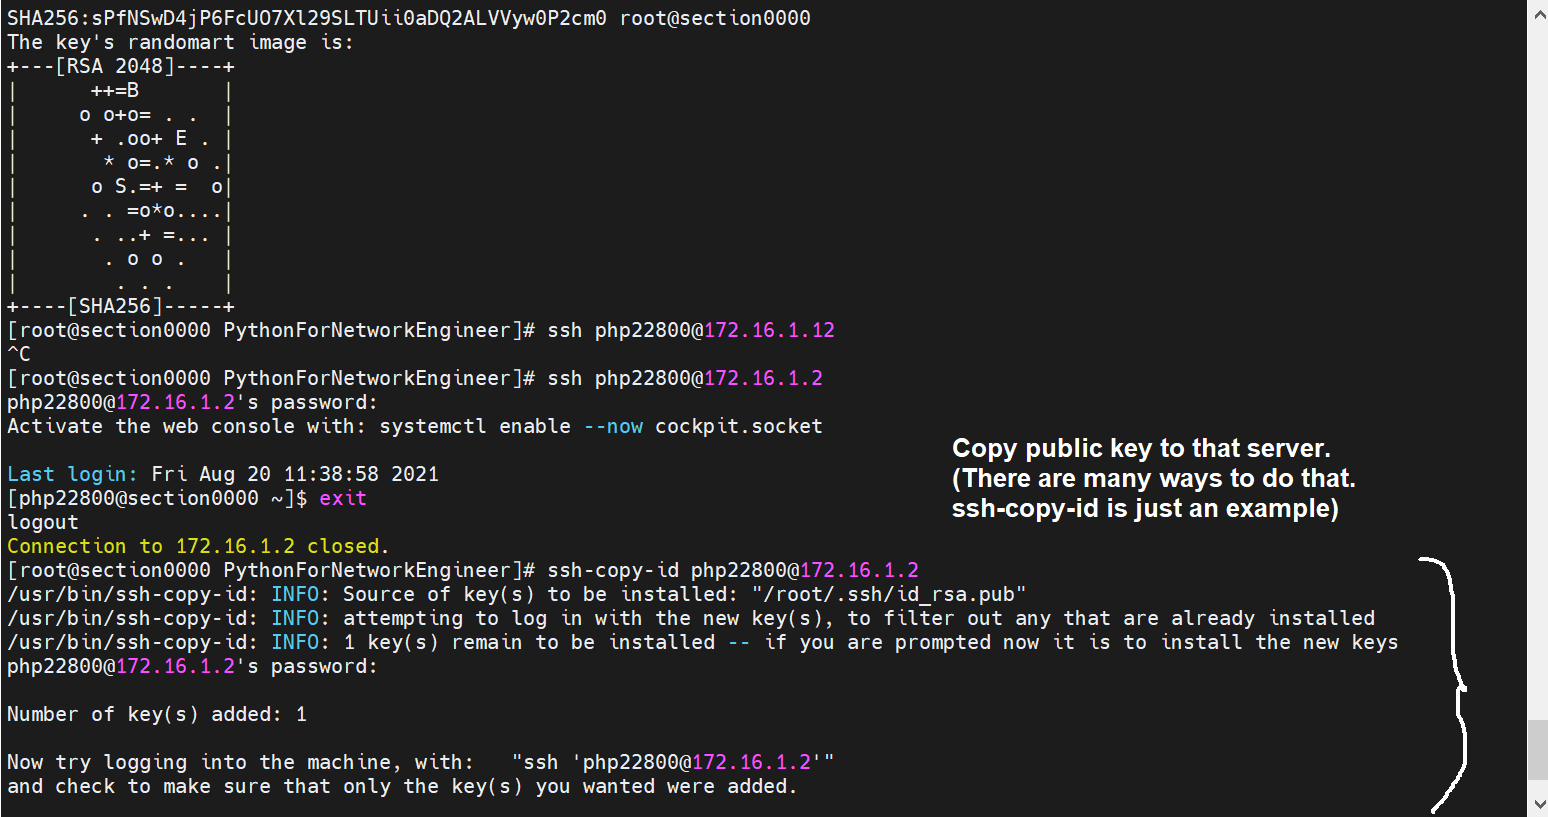 SHA256:sPfNSwD4jP6FcUO7Xl29SLTUii0aDQ2ALVVyw0P2cm0 root@section0000
The key's randomart image is:
+---[RSA 2048]----+
|      ++=B       |
|     o o+o= . .  |
|      + .oo+ E . |
|       * o=.* o .|
|      o S.=+ =  o|
|     . . =o*o....|
|      . ..+ =... |
|       . o o .   |
|        . . .    |
+----[SHA256]-----+
[root@section0000 PythonForNetworkEngineer]# ssh php22800@172.16.1.12
^C
[root@section0000 PythonForNetworkEngineer]# ssh php22800@172.16.1.2
php22800@172.16.1.2's password:
Activate the web console with: systemctl enable --now cockpit.socket
Last login: Fri Aug 20 11:38:58 2021
[php22800@section0000 ~]$ exit
logout
Connection to 172.16.1.2 closed.
Copy public key to that server.
(There are many ways to do that.
ssh-copy-id is just an example)
[root@section0000 PythonForNetworkEngineer]# ssh-copy-id php22800@172.16.1.2
/usr/bin/ssh-copy-id: INFO: Source of key(s) to be installed: "/root/.ssh/id_rsa.pub"
/usr/bin/ssh-copy-id: INFO: attempting to log in with the new key(s), to filter out any that are already installed
/usr/bin/ssh-copy-id: INFO: 1 key(s) remain to be installed -- if you are prompted now it is to install the new keys
php22800@172.16.1.2's password:
Number of key(s) added: 1
Now try logging into the machine, with:   "ssh 'php22800@172.16.1.2'"
and check to make sure that only the key(s) you wanted were added.